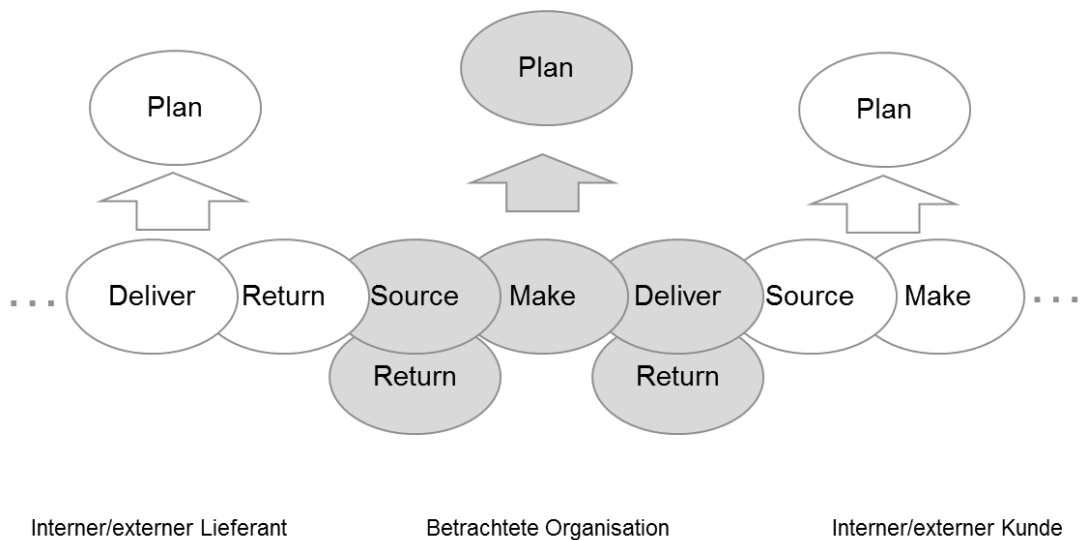 Plan
Plan
Plan
... Deliver Return Source Make Deliver Source Make ...
Return Return
Interner/externer Lieferant Betrachtete Organisation Interner/externer Kunde